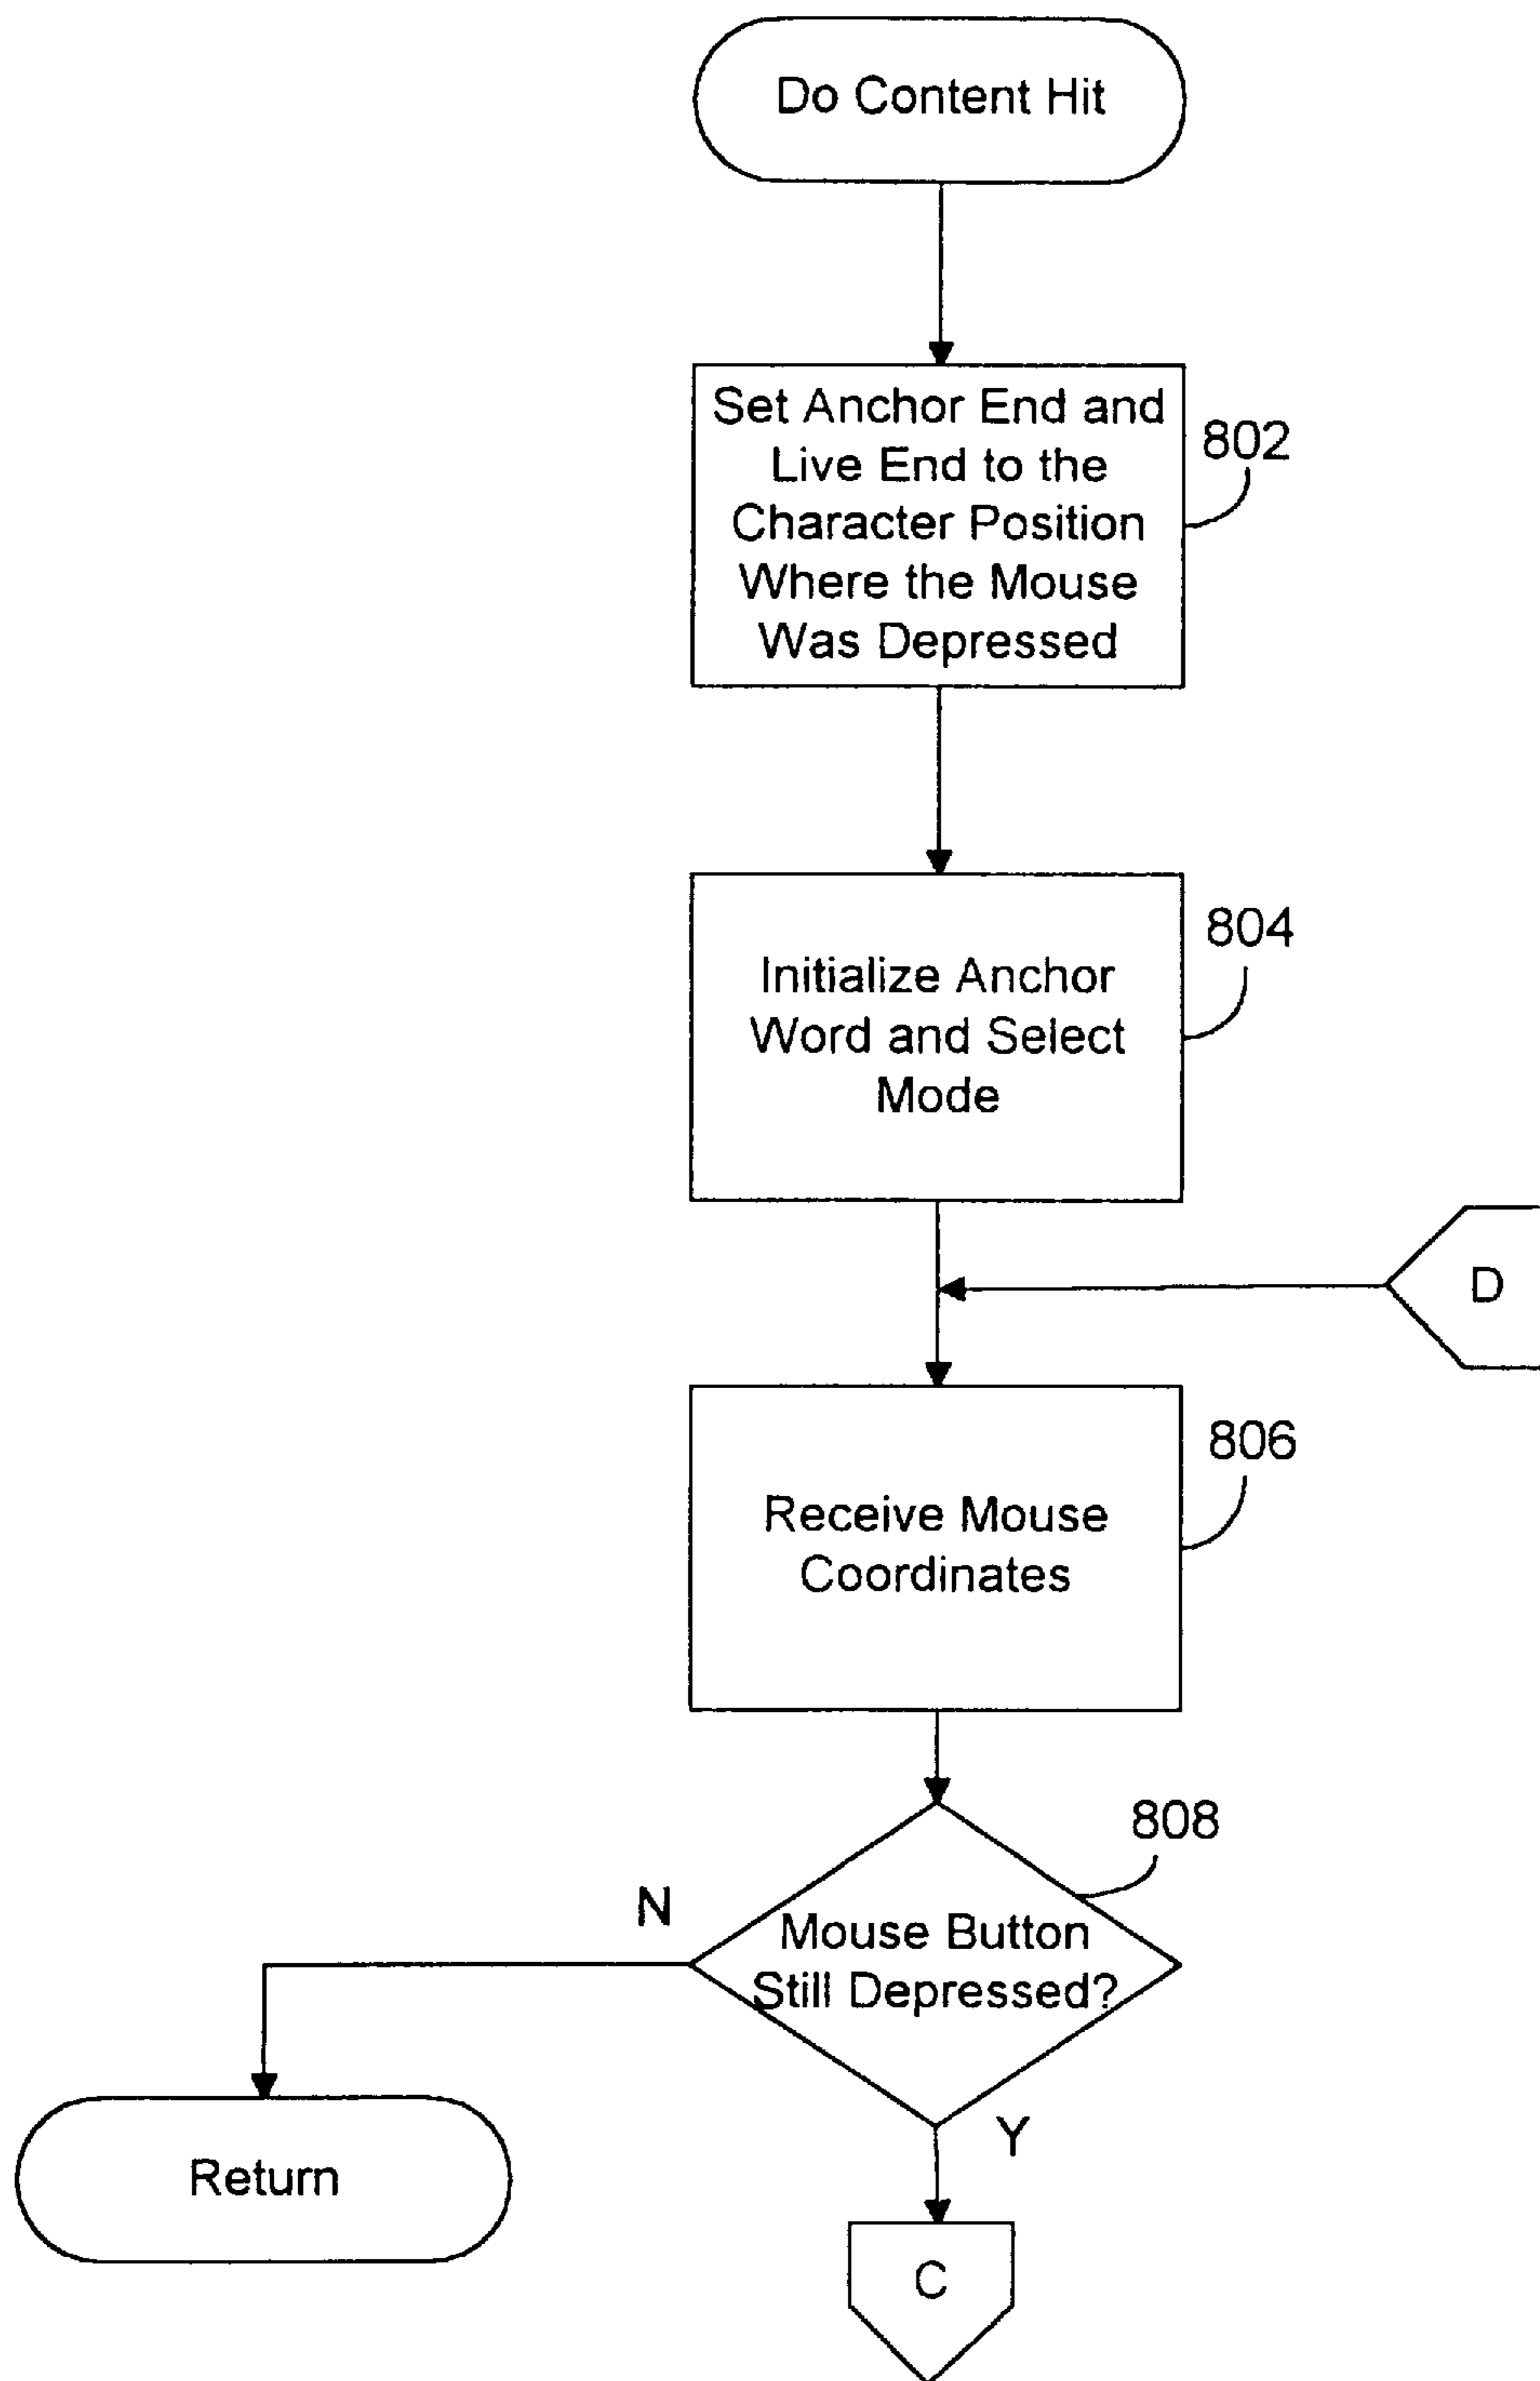 Do Content Hit
Set Anchor End and
Live End to the
Character Position
Where the Mouse
Was Depressed
802
Initialize Anchor
Word and Select
Mode
804
D
Receive Mouse
Coordinates
806
808
Mouse Button
Still Depressed?
N
Y
Return
C